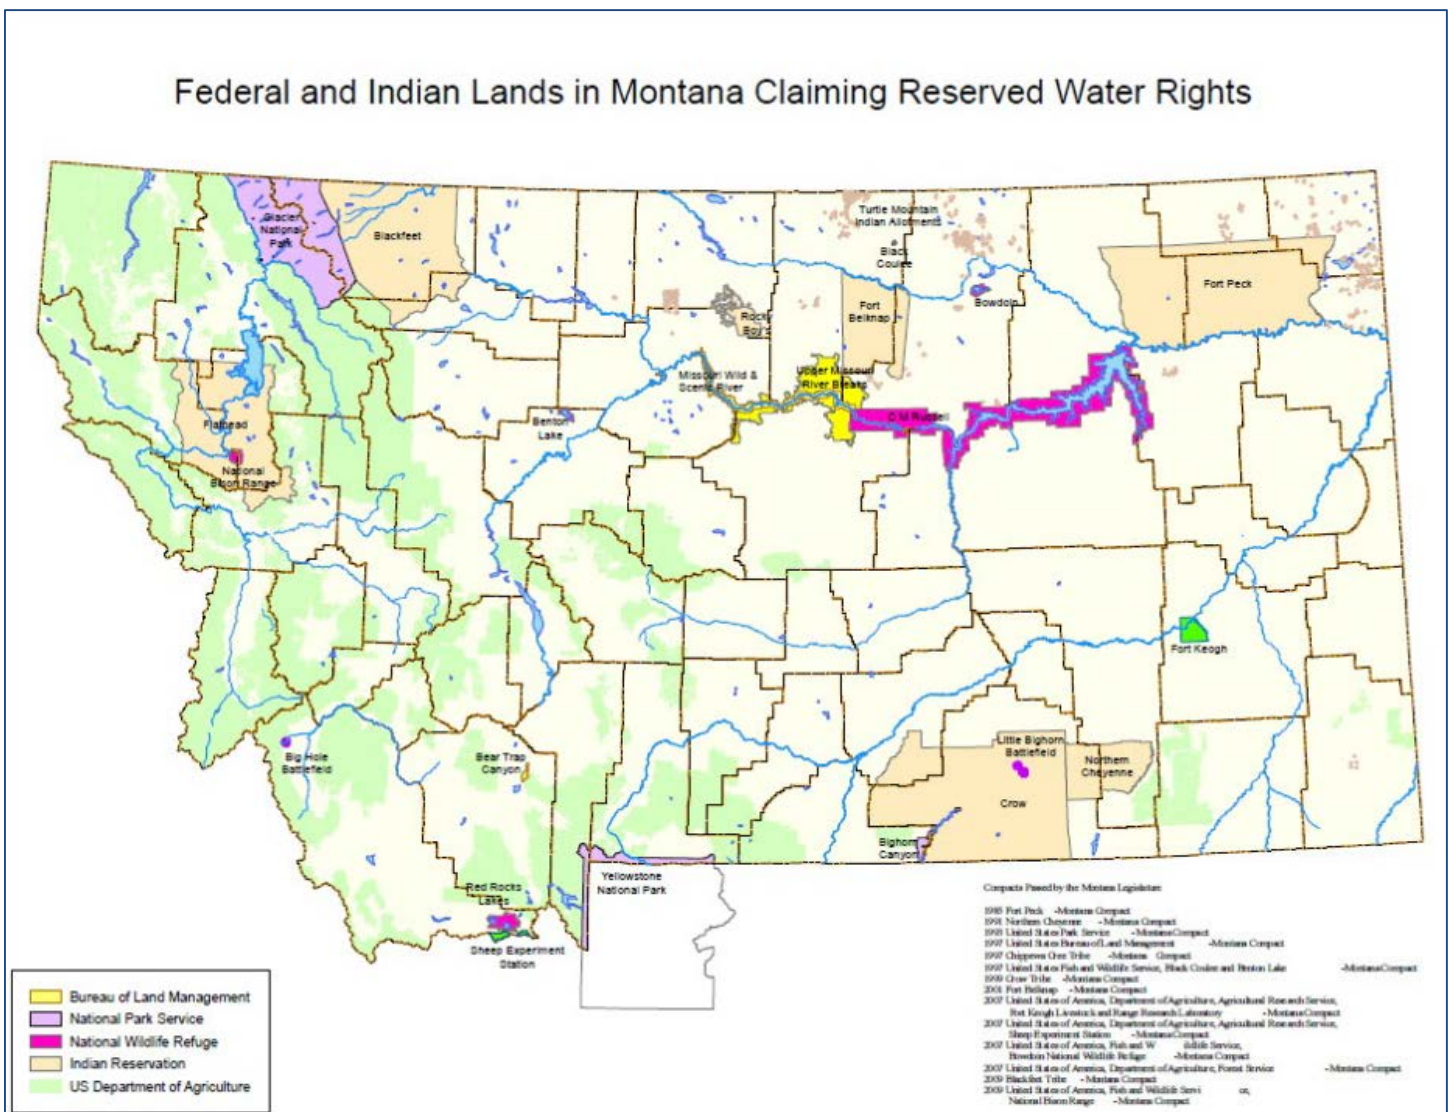 Federal and Indian Lands in Montana Claiming Reserved Water Rights
Glacier
National
Park
Blackfeet
Turtle Mountain
Indian Allotments
Black
Coulee
Bowdoin
Fort Peck
Fort
Belknap
Rocky
Boy's
Missouri Wild &
Scenic River
Upper Missouri
River Breaks
C M Russell
Benton
Lake
Flathead
National
Bison Range
Fort Keogh
Big Hole
Battlefield
Bear Trap
Canyon
Little Bighorn
Battlefield
Northern
Cheyenne
Crow
Bighorn
Canyon
Yellowstone
National Park
Red Rocks
Lakes
Sheep Experiment
Station
Compacts Passed by the Montana Legislature
1985 Fort Peck -Montana Compact
1991 Northern Cheyenne -Montana Compact
1993 United States Park Service -Montana Compact
1997 United States Bureau of Land Management -Montana Compact
1997 Chippewa Cree Tribe -Montana Compact
1997 United States Fish and Wildlife Service, Black Coulee and Benton Lake -Montana Compact
1999 Crow Tribe -Montana Compact
2001 Fort Belknap -Montana Compact
2007 United States of America, Department of Agriculture, Agricultural Research Service,
Fort Keogh Livestock and Range Research Laboratory -Montana Compact
2007 United States of America, Department of Agriculture, Agricultural Research Service,
Sheep Experiment Station -Montana Compact
2007 United States of America, Fish and W ildlife Service,
Bowdoin National Wildlife Refuge -Montana Compact
2007 United States of America, Department of Agriculture, Forest Service -Montana Compact
2009 Blackfeet Tribe -Montana Compact
2009 United States of America, Fish and Wildlife Servi ce,
National Bison Range -Montana Compact
Bureau of Land Management
National Park Service
National Wildlife Refuge
Indian Reservation
US Department of Agriculture